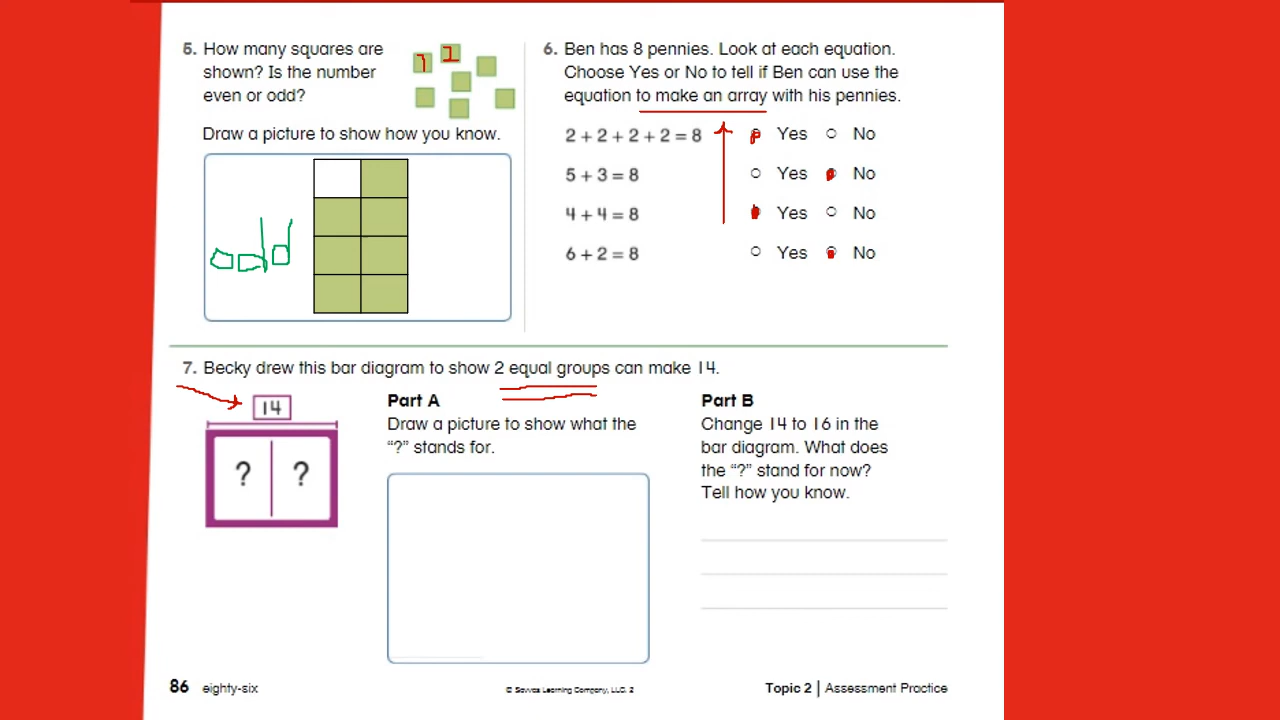 5. How many squares are
shown? Is the number
even or odd?
1 1
Draw a picture to show how you know.
odd
6. Ben has 8 pennies. Look at each equation.
Choose Yes or No to tell if Ben can use the
equation to make an array with his pennies.
2 + 2 + 2 + 2 = 8 Yes No
5 + 3 = 8 Yes No
4 + 4 = 8 Yes No
6 + 2 = 8 Yes No
7. Becky drew this bar diagram to show 2 equal groups can make 14.
14
? ?
Part A
Draw a picture to show what the
“?” stands for.
Part B
Change 14 to 16 in the
bar diagram. What does
the “?” stand for now?
Tell how you know.
86 eighty-six
© Savvas Learning Company, LLC. 2
Topic 2 | Assessment Practice